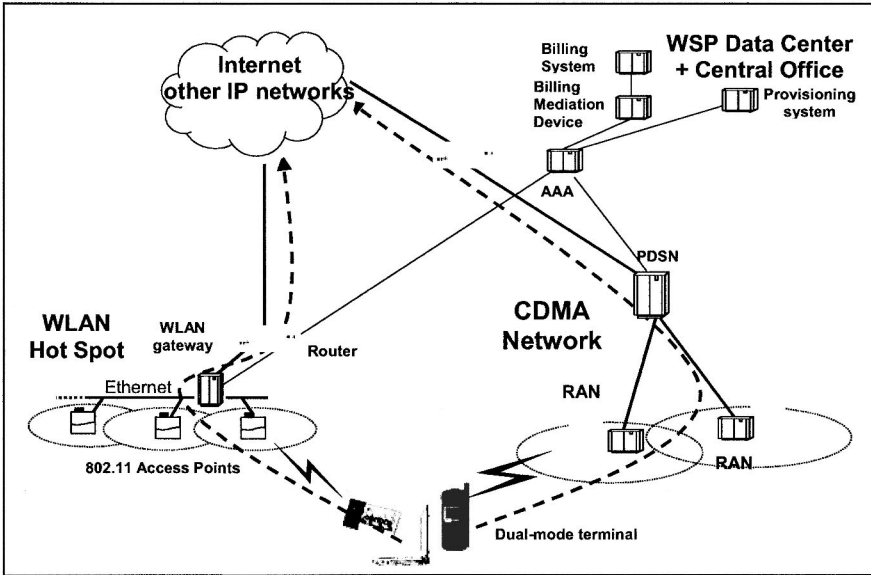 Internet
other IP networks
Billing
System
WSP Data Center
+ Central Office
Billing
Mediation
Device
Provisioning
system
AAA
PDSN
CDMA
Network
WLAN
Hot Spot
WLAN
gateway
Router
Ethernet
RAN
802.11 Access Points
RAN
Dual-mode terminal